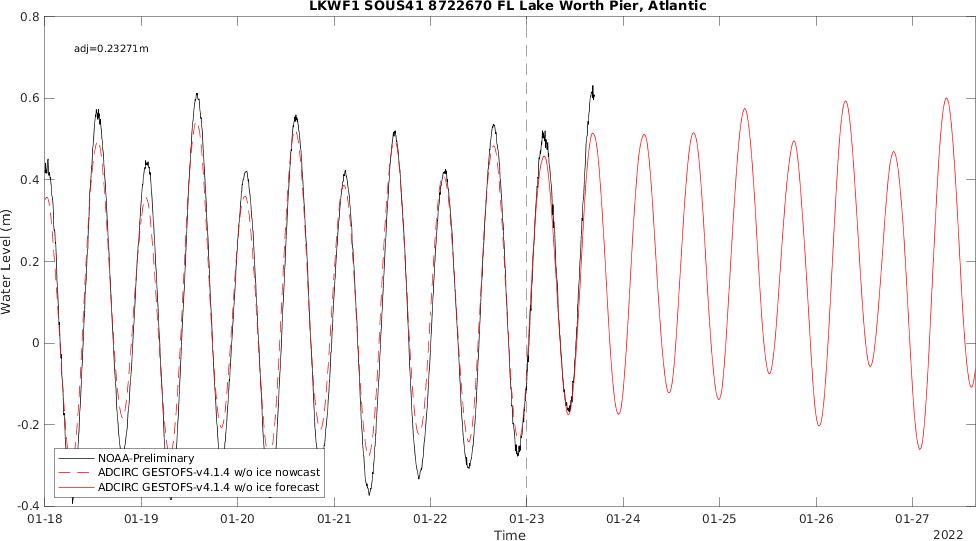 LKWF1 SOUS41 8722670 FL Lake Worth Pier, Atlantic
0.8
adj=0.23271m
0.6
0.4
0.2
0
-0.2
-0.4
Water Level (m)
NOAA-Preliminary
ADCIRC GESTOFS-v4.1.4 w/o ice nowcast
ADCIRC GESTOFS-v4.1.4 w/o ice forecast
01-18 01-19 01-20 01-21 01-22 01-23 01-24 01-25 01-26 01-27
Time
2022